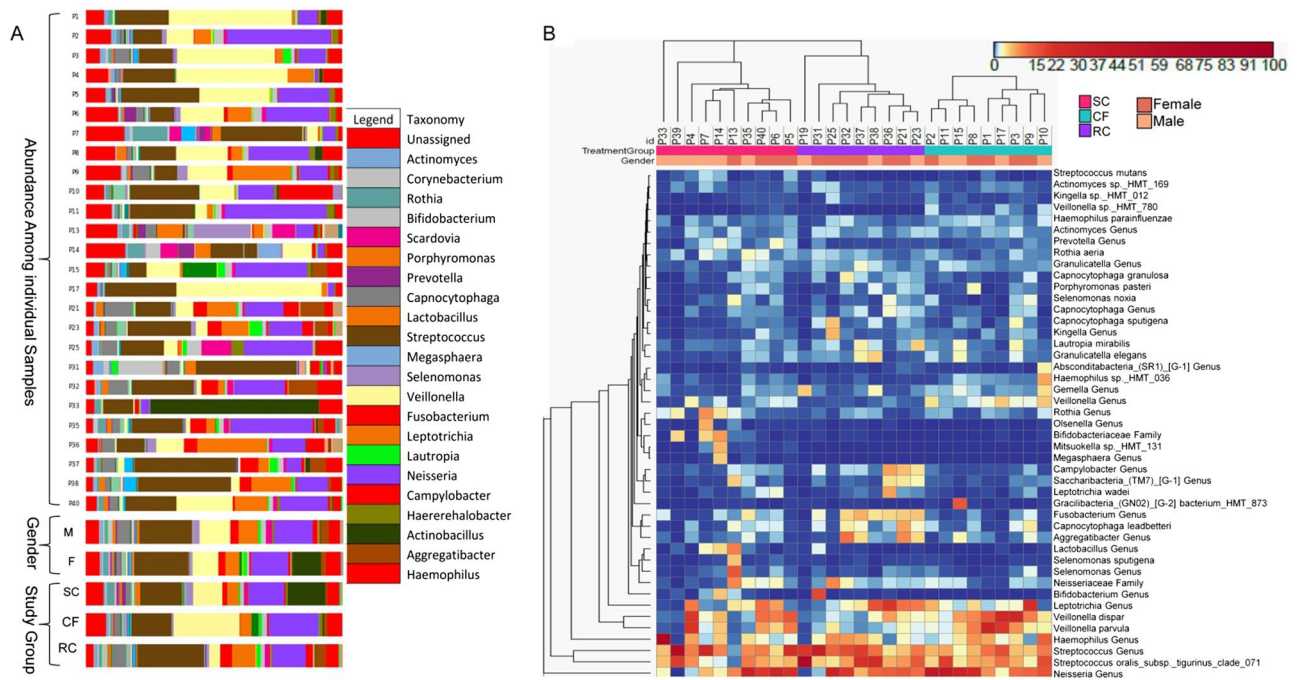 A
Abundance Among individual Samples
P1
P2
P3
P4
P5
P6
P7
P8
P9
P10
P11
P13
P14
P15
P17
P21
P23
P25
P31
P32
P33
P35
P36
P37
P38
P40
Gender
M
F
Study Group
SC
CF
RC
Legend Taxonomy
Unassigned
Actinomyces
Corynebacterium
Rothia
Bifidobacterium
Scardovia
Porphyromonas
Prevotella
Capnocytophaga
Lactobacillus
Streptococcus
Megasphaera
Selenomonas
Veillonella
Fusobacterium
Leptotrichia
Lautropia
Neisseria
Campylobacter
Haererehalobacter
Actinobacillus
Aggregatibacter
Haemophilus
B
0 15 22 30 37 44 51 59 68 75 83 91 100
SC
CF
RC
Female
Male
id P33 P39 P4 P7 P14 P13 P35 P40 P6 P5 P19 P31 P25 P32 P37 P38 P36 P21 P23 P2 P11 P15 P8 P1 P17 P3 P9 P10
TreatmentGroup
Gender
Streptococcus mutans
Actinomyces sp._HMT_169
Kingella sp._HMT_012
Veillonella sp._HMT_780
Haemophilus parainfluenzae
Actinomyces Genus
Prevotella Genus
Rothia aeria
Granulicatella Genus
Capnocytophaga granulosa
Porphyromonas pasteri
Selenomonas noxia
Capnocytophaga Genus
Capnocytophaga sputigena
Kingella Genus
Lautropia mirabilis
Granulicatella elegans
Absconditabacteria_(SR1)_[G-1] Genus
Haemophilus sp._HMT_036
Gemella Genus
Veillonella Genus
Rothia Genus
Olsenella Genus
Bifidobacteriaceae Family
Mitsuokella sp._HMT_131
Megasphaera Genus
Campylobacter Genus
Saccharibacteria_(TM7)_[G-1] Genus
Leptotrichia wadei
Gracilibacteria_(GN02)_[G-2] bacterium_HMT_873
Fusobacterium Genus
Capnocytophaga leadbetteri
Aggregatibacter Genus
Lactobacillus Genus
Selenomonas sputigena
Selenomonas Genus
Neisseriaceae Family
Bifidobacterium Genus
Leptotrichia Genus
Veillonella dispar
Veillonella parvula
Haemophilus Genus
Streptococcus Genus
Streptococcus oralis_subsp._tigurinus_clade_071
Neisseria Genus